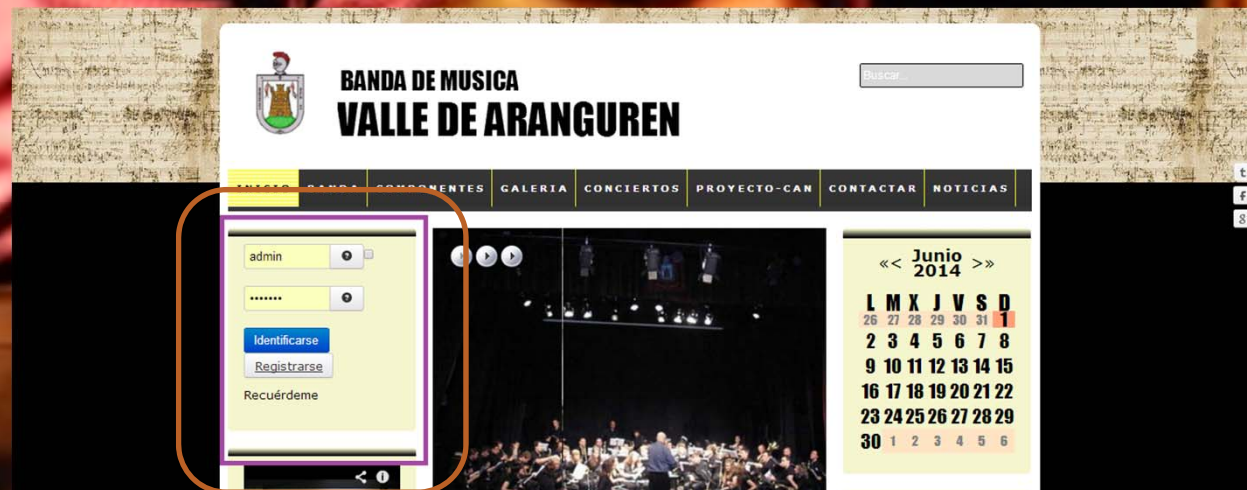 BANDA DE MUSICA
VALLE DE ARANGUREN
Buscar...
INICIO BANDA COMPONENTES GALERIA CONCIERTOS PROYECTO-CAN CONTACTAR NOTICIAS
admin
•••••••
Identificarse
Registrarse
Recuérdeme
«< Junio 2014 >»
L M X J V S D
26 27 28 29 30 31 1
2 3 4 5 6 7 8
9 10 11 12 13 14 15
16 17 18 19 20 21 22
23 24 25 26 27 28 29
30 1 2 3 4 5 6
t
f
g